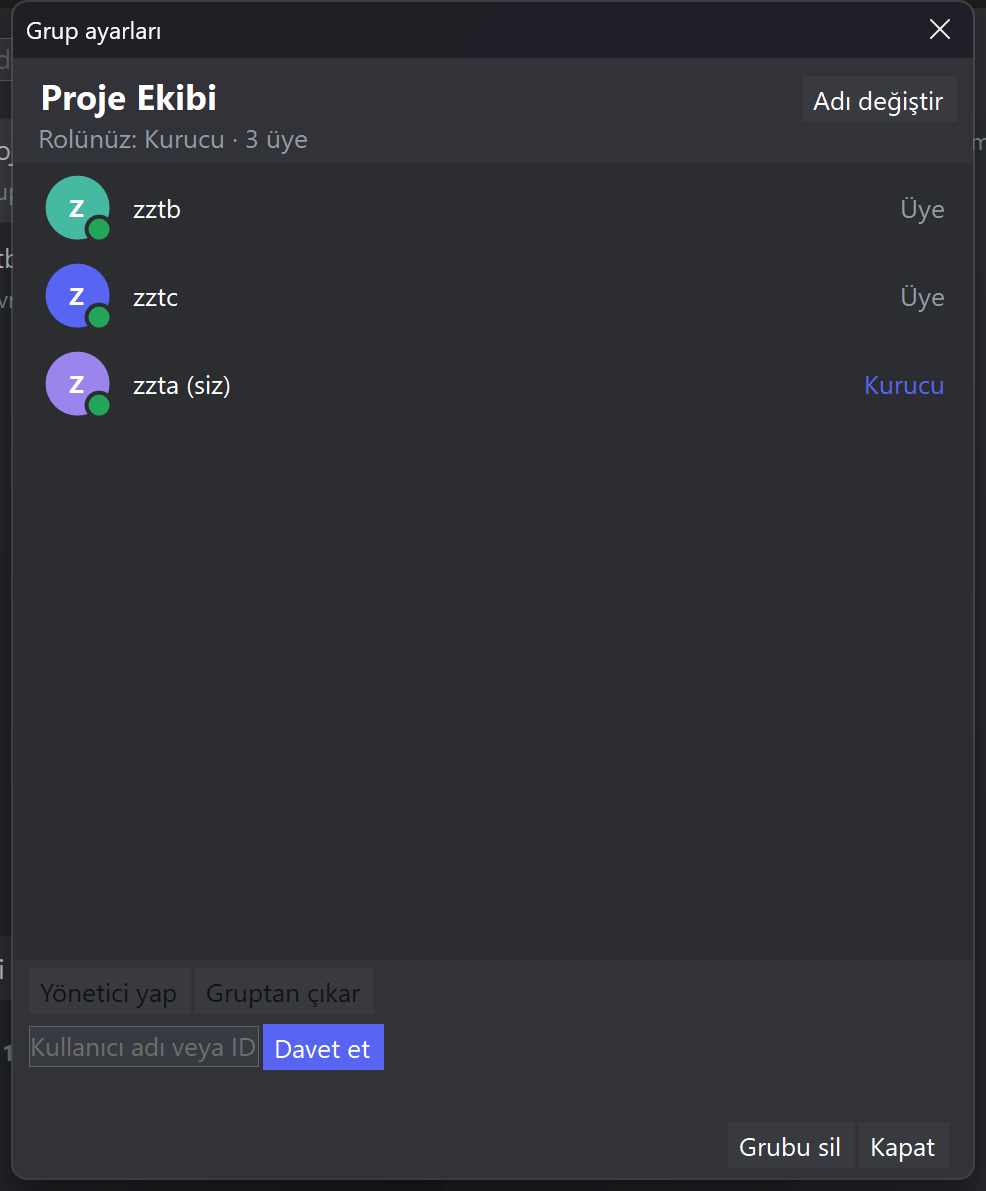 Grup ayarları
Proje Ekibi
Adı değiştir
Rolünüz: Kurucu · 3 üye
Z zztb Üye
Z zztc Üye
Z zzta (siz) Kurucu
Yönetici yap Gruptan çıkar
Kullanıcı adı veya ID Davet et
Grubu sil Kapat